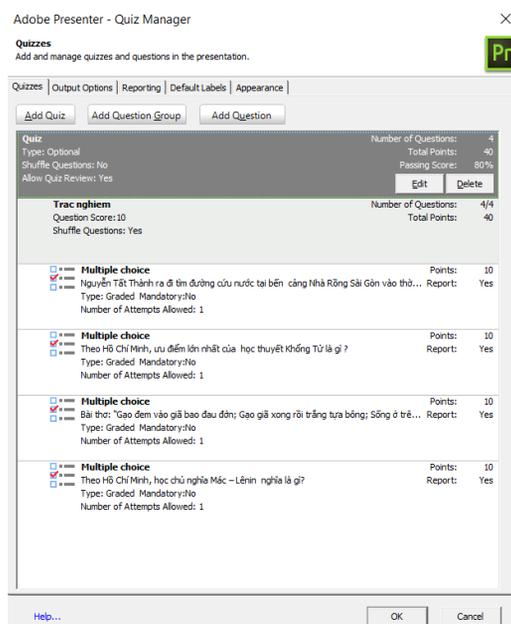 Adobe Presenter - Quiz Manager
Quizzes
Add and manage quizzes and questions in the presentation.
Pr
Quizzes Output Options Reporting Default Labels Appearance
Add Quiz Add Question Group Add Question
Quiz Number of Questions: 4
Type: Optional Total Points: 40
Shuffle Questions: No Passing Score: 80%
Allow Quiz Review: Yes Edit Delete
Trac nghiem Number of Questions: 4/4
Question Score:10 Total Points: 40
Shuffle Questions: Yes
Multiple choice Points: 10
Nguyễn Tất Thành ra đi tìm đường cứu nước tại bến cảng Nhà Rồng Sài Gòn vào thờ... Report: Yes
Type: Graded Mandatory:No
Number of Attempts Allowed: 1
Multiple choice Points: 10
Theo Hồ Chí Minh, ưu điểm lớn nhất của học thuyết Khổng Tử là gì ? Report: Yes
Type: Graded Mandatory:No
Number of Attempts Allowed: 1
Multiple choice Points: 10
Bài thơ: "Gạo đem vào giã bao đau đớn; Gạo giã xong rồi trắng tựa bông; Sống ở trê... Report: Yes
Type: Graded Mandatory:No
Number of Attempts Allowed: 1
Multiple choice Points: 10
Theo Hồ Chí Minh, học chủ nghĩa Mác – Lênin nghĩa là gì? Report: Yes
Type: Graded Mandatory:No
Number of Attempts Allowed: 1
Help... OK Cancel